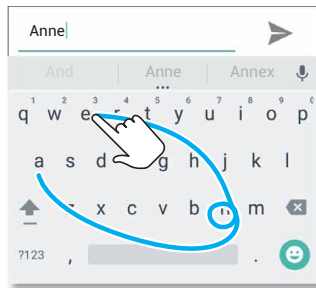 Anne
And Anne Annex
1 2 3 4 5 6 7 8 9 0
q w e r t y u i o p
a s d g h j k l
z x c v b n m
?123 , .